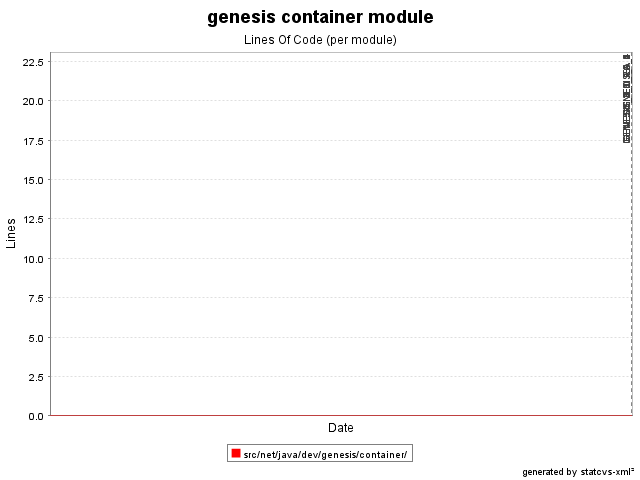 genesis container module
Lines Of Code (per module)
22.5
20.0
17.5
15.0
12.5
10.0
7.5
5.0
2.5
0.0
Lines
Date
src/net/java/dev/genesis/container/
generated by statcvs-xml²